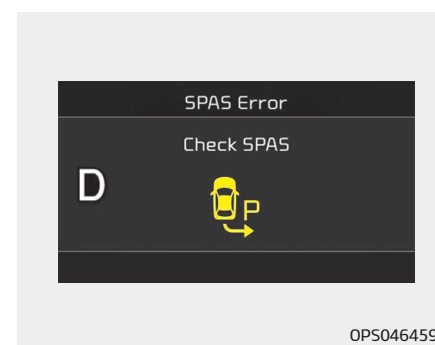 SPAS Error
Check SPAS
D
P
OPS046459